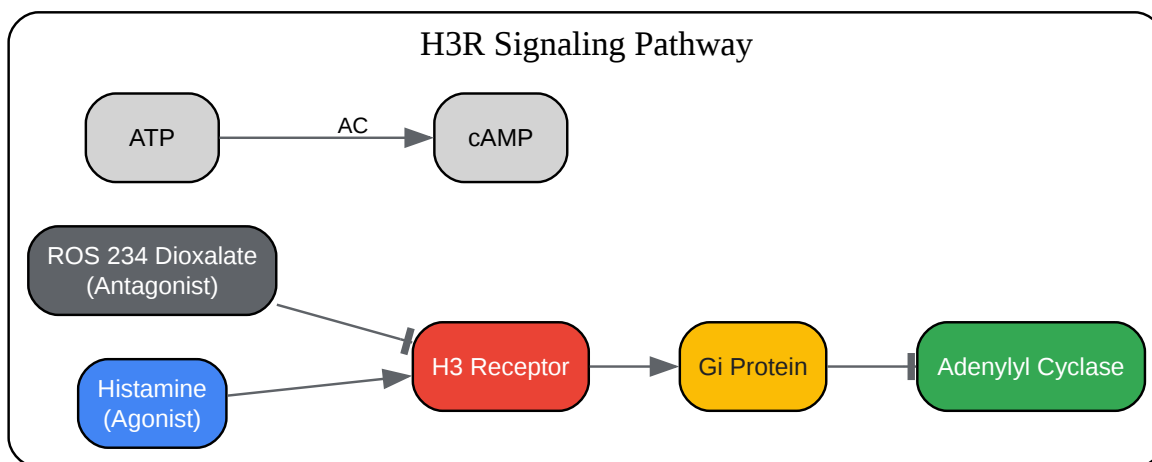 H3R Signaling Pathway
ATP
AC
cAMP
ROS 234 Dioxalate
(Antagonist)
H3 Receptor
Gi Protein
Adenylyl Cyclase
Histamine
(Agonist)